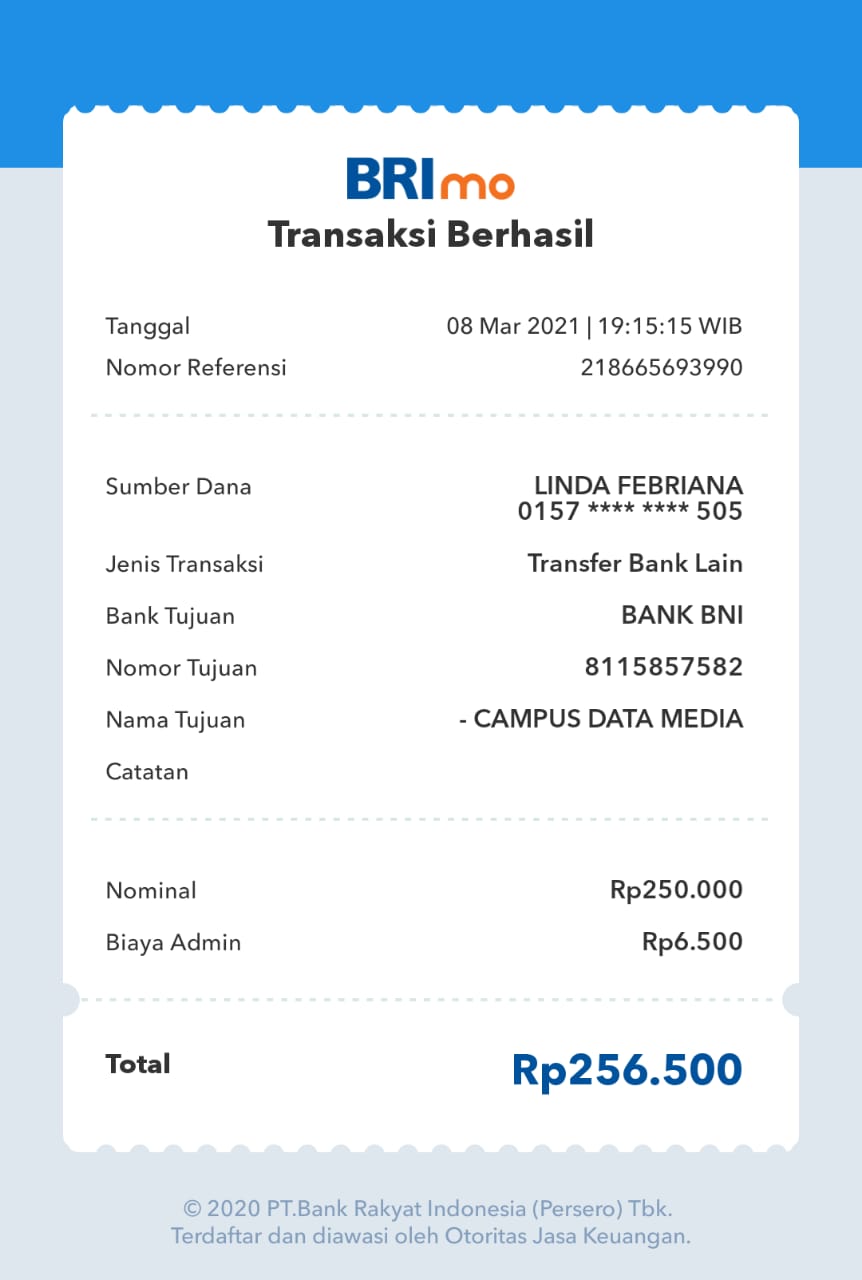 BRImo
Transaksi Berhasil
Tanggal 08 Mar 2021 | 19:15:15 WIB
Nomor Referensi 218665693990
Sumber Dana LINDA FEBRIANA
0157 **** **** 505
Jenis Transaksi Transfer Bank Lain
Bank Tujuan BANK BNI
Nomor Tujuan 8115857582
Nama Tujuan - CAMPUS DATA MEDIA
Catatan
Nominal Rp250.000
Biaya Admin Rp6.500
Total Rp256.500
© 2020 PT.Bank Rakyat Indonesia (Persero) Tbk.
Terdaftar dan diawasi oleh Otoritas Jasa Keuangan.